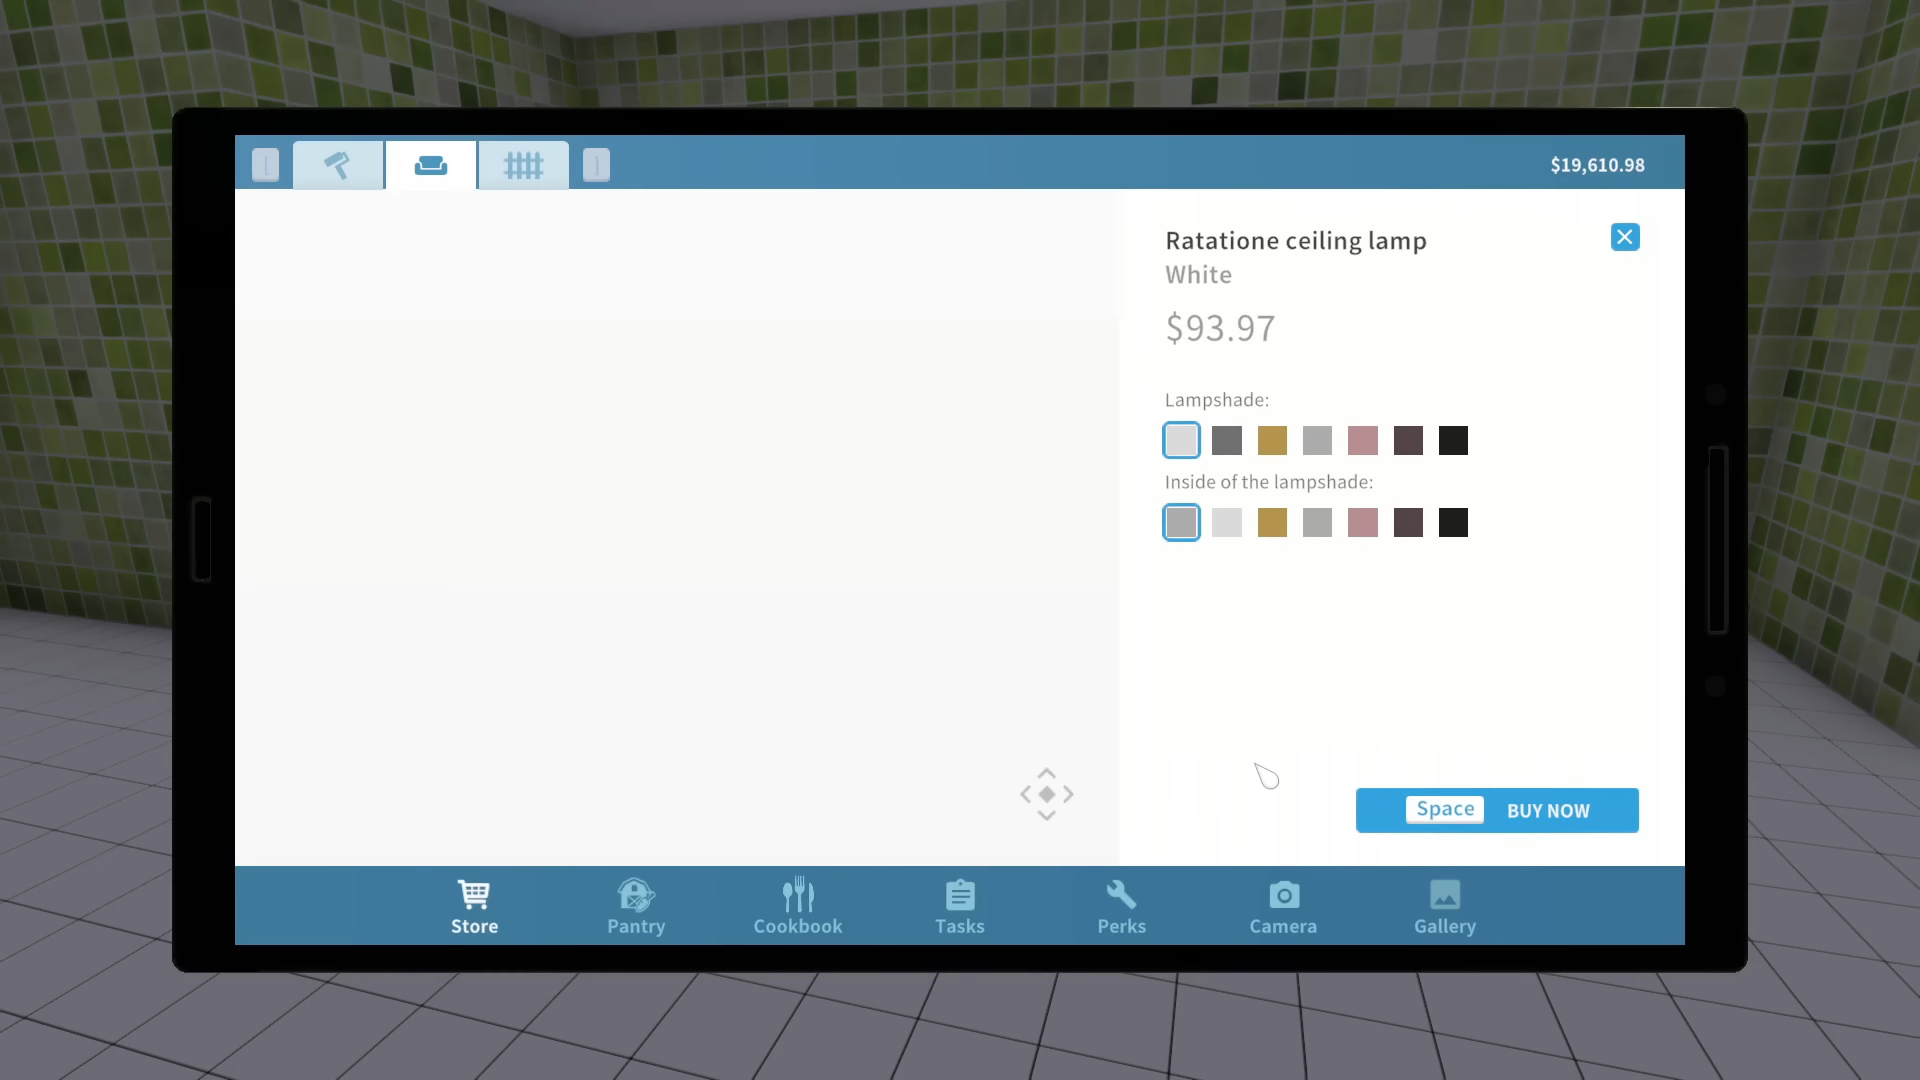 [ ] $19,610.98
Ratatione ceiling lamp
White
$93.97
Lampshade:
Inside of the lampshade:
Space BUY NOW
Store Pantry Cookbook Tasks Perks Camera Gallery